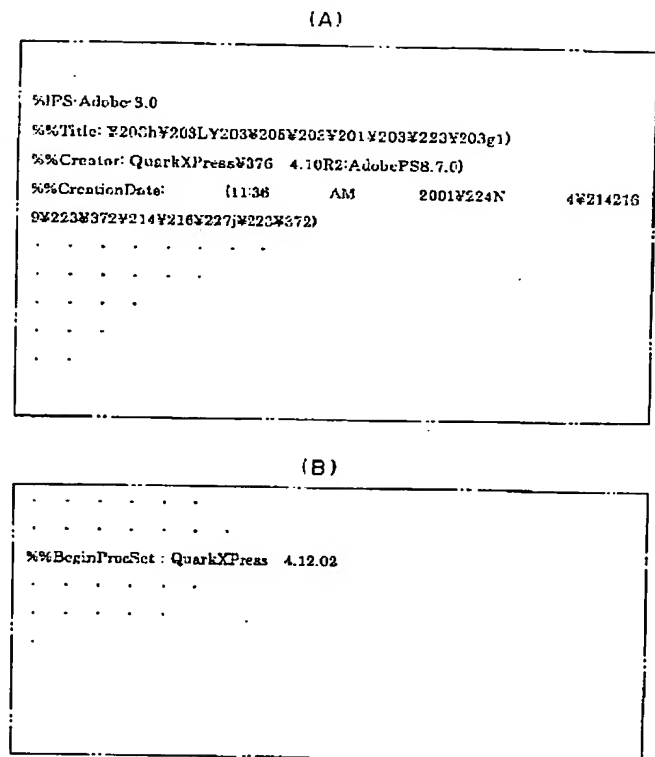 (A)
%!PS-Adobe-3.0
%%Title: ¥203h¥203L¥203¥205¥203¥201¥203¥223¥203g1)
%%Creator: QuarkXPress¥376 4.10R2:AdobePS8.7.0)
%%CreationDate: (11:36 AM 2001¥224N 4¥214216
9¥223¥372¥214¥216¥227j¥223¥372)
(B)
%%BeginProcSet : QuarkXPress 4.12.02